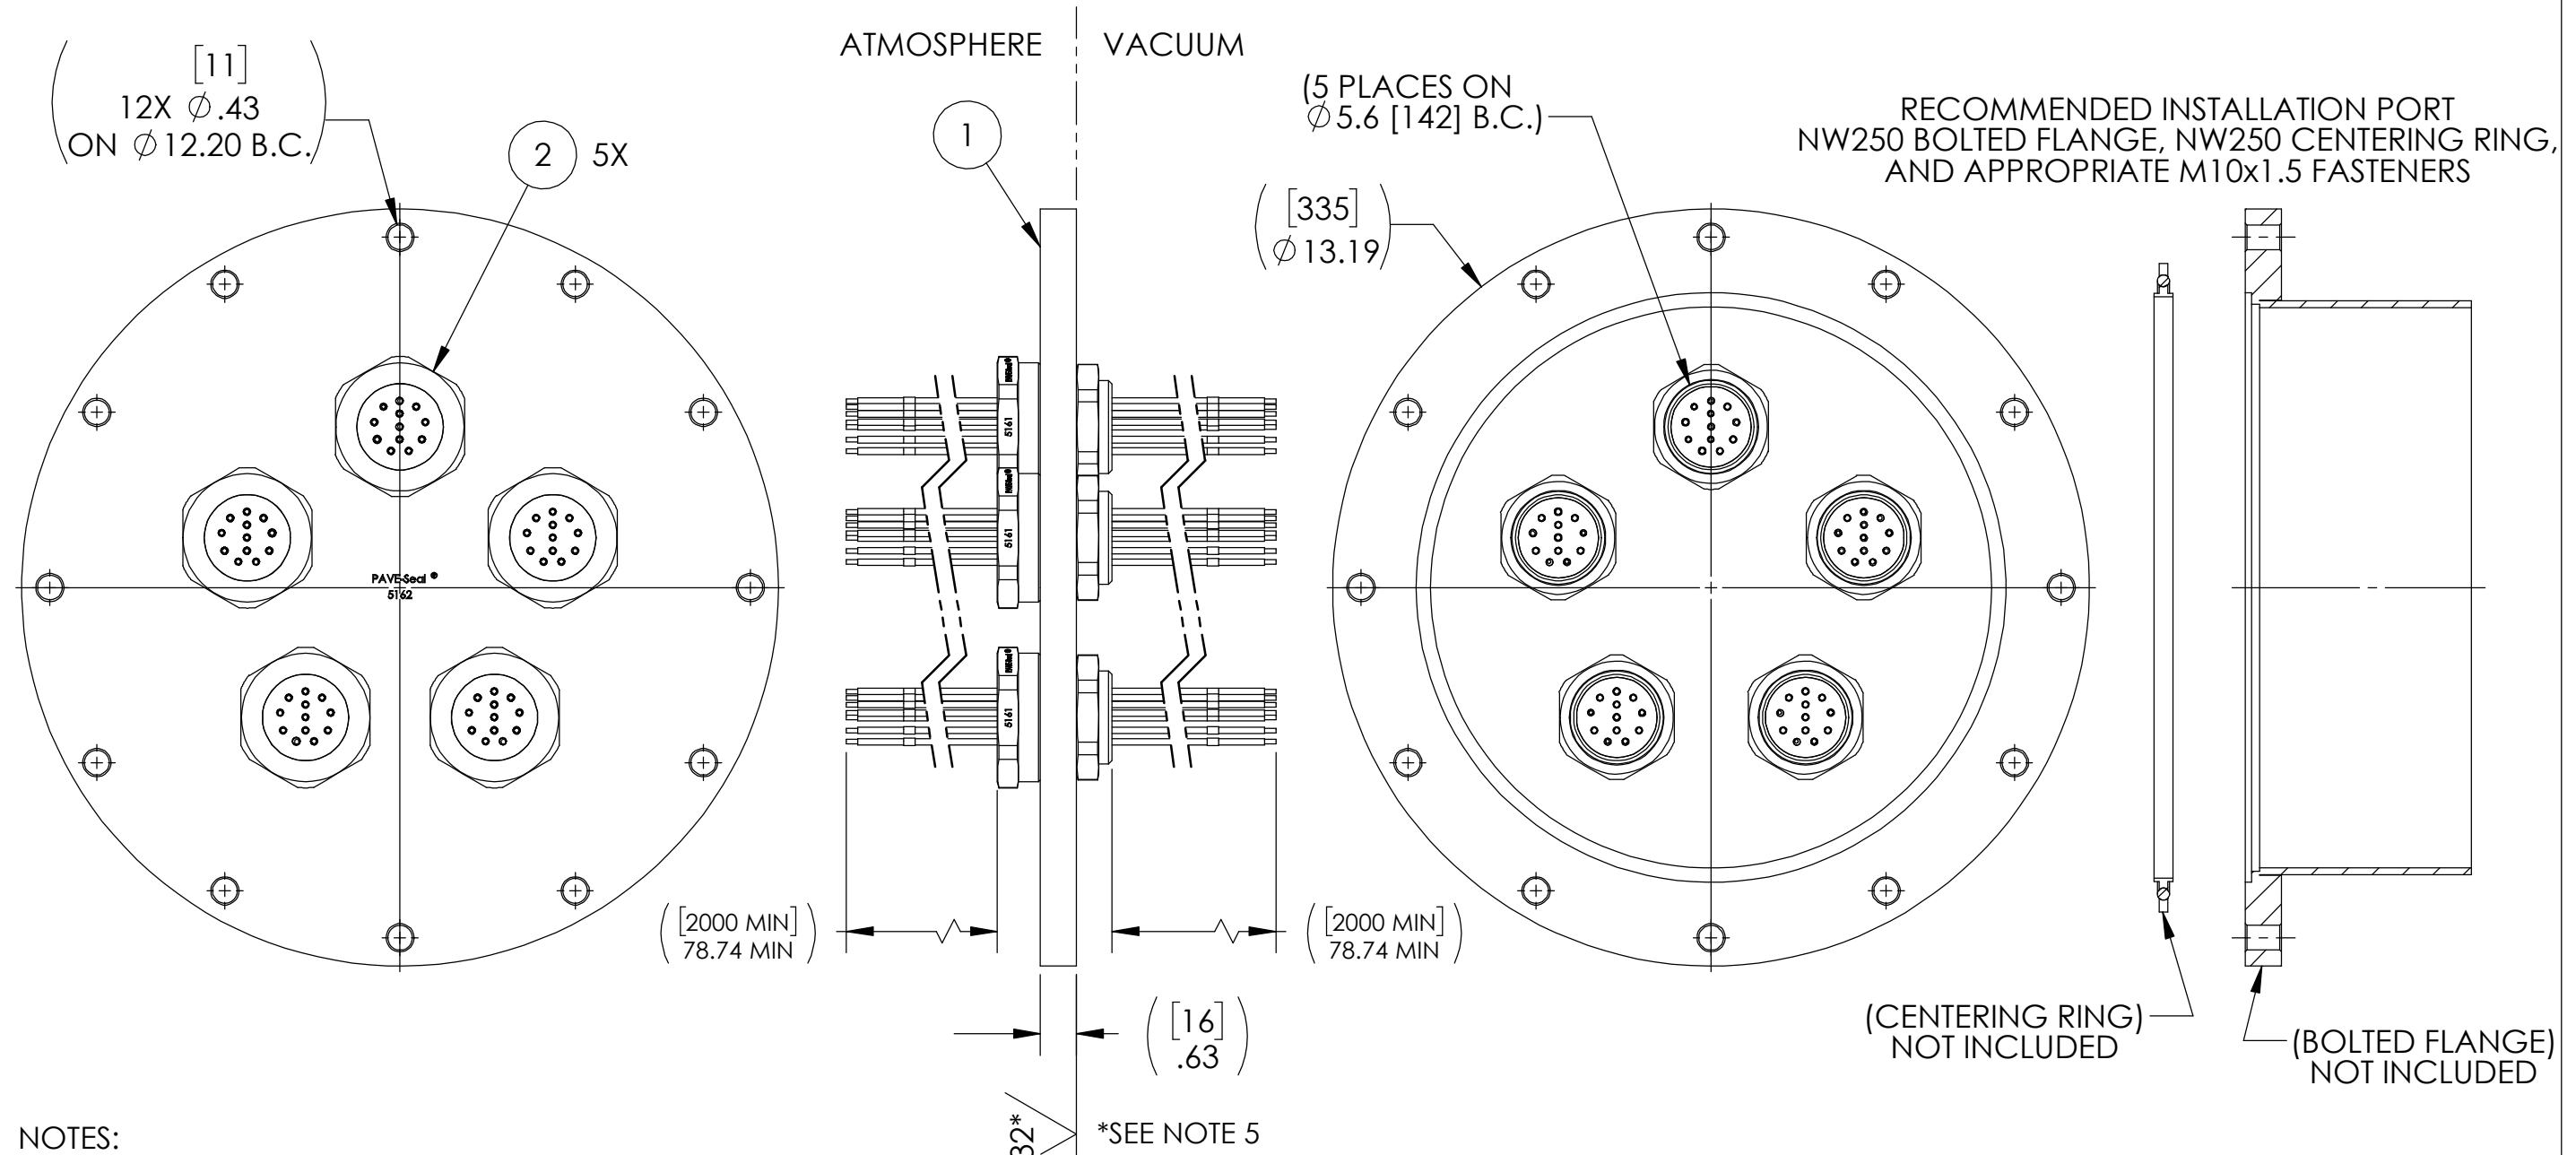 [11]
12X ⌀.43
ON ⌀12.20 B.C.
2 5X
ATMOSPHERE
VACUUM
1
(5 PLACES ON
⌀5.6 [142] B.C.)
[335]
⌀13.19
RECOMMENDED INSTALLATION PORT
NW250 BOLTED FLANGE, NW250 CENTERING RING,
AND APPROPRIATE M10x1.5 FASTENERS
PAVE-Seal ®
5162
5161
5161
5161
[2000 MIN]
78.74 MIN
[2000 MIN]
78.74 MIN
[16]
.63
(CENTERING RING)
NOT INCLUDED
(BOLTED FLANGE)
NOT INCLUDED
*SEE NOTE 5
NOTES: